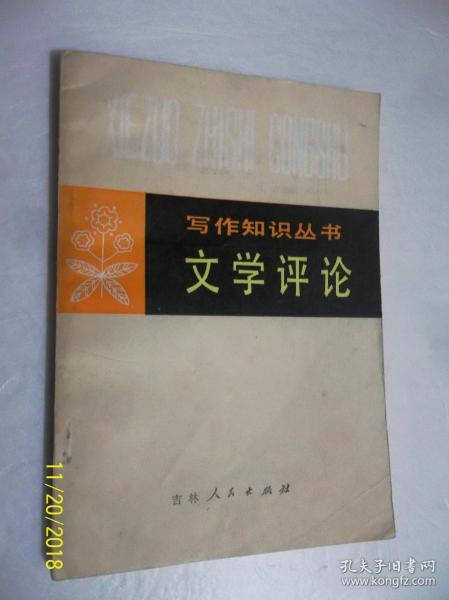 XIEZUO ZHISHI CONGSHU
写作知识丛书
文学评论
吉林人民出版社
11/20/2018
孔夫子旧书网
www.kongfz.com